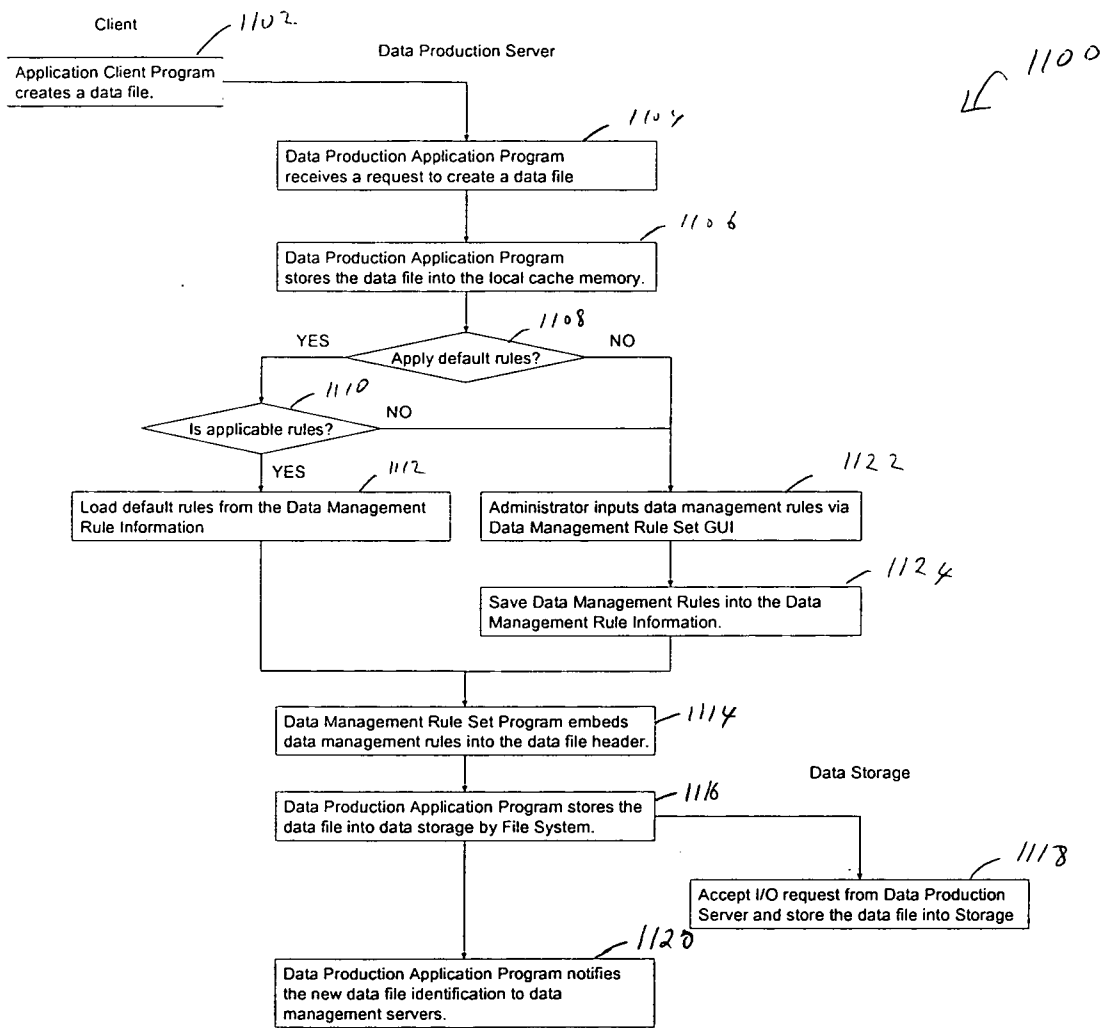 Client
1102
Data Production Server
1100
Application Client Program
creates a data file.
1104
Data Production Application Program
receives a request to create a data file
1106
Data Production Application Program
stores the data file into the local cache memory.
1108
YES
NO
Apply default rules?
1110
NO
Is applicable rules?
YES
1112
1122
Load default rules from the Data Management
Rule Information
Administrator inputs data management rules via
Data Management Rule Set GUI
1124
Save Data Management Rules into the Data
Management Rule Information.
1114
Data Management Rule Set Program embeds
data management rules into the data file header.
Data Storage
1116
Data Production Application Program stores the
data file into data storage by File System.
1118
Accept I/O request from Data Production
Server and store the data file into Storage
1120
Data Production Application Program notifies
the new data file identification to data
management servers.